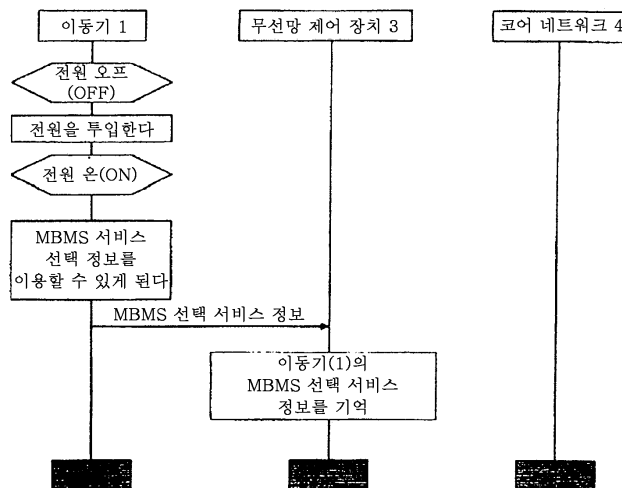 이동기 1
무선망 제어 장치 3
코어 네트워크 4
전원 오프
(OFF)
전원을 투입한다
전원 온(ON)
MBMS 서비스
선택 정보를
이용할 수 있게 된다
MBMS 선택 서비스 정보
이동기(1)의
MBMS 선택 서비스
정보를 기억